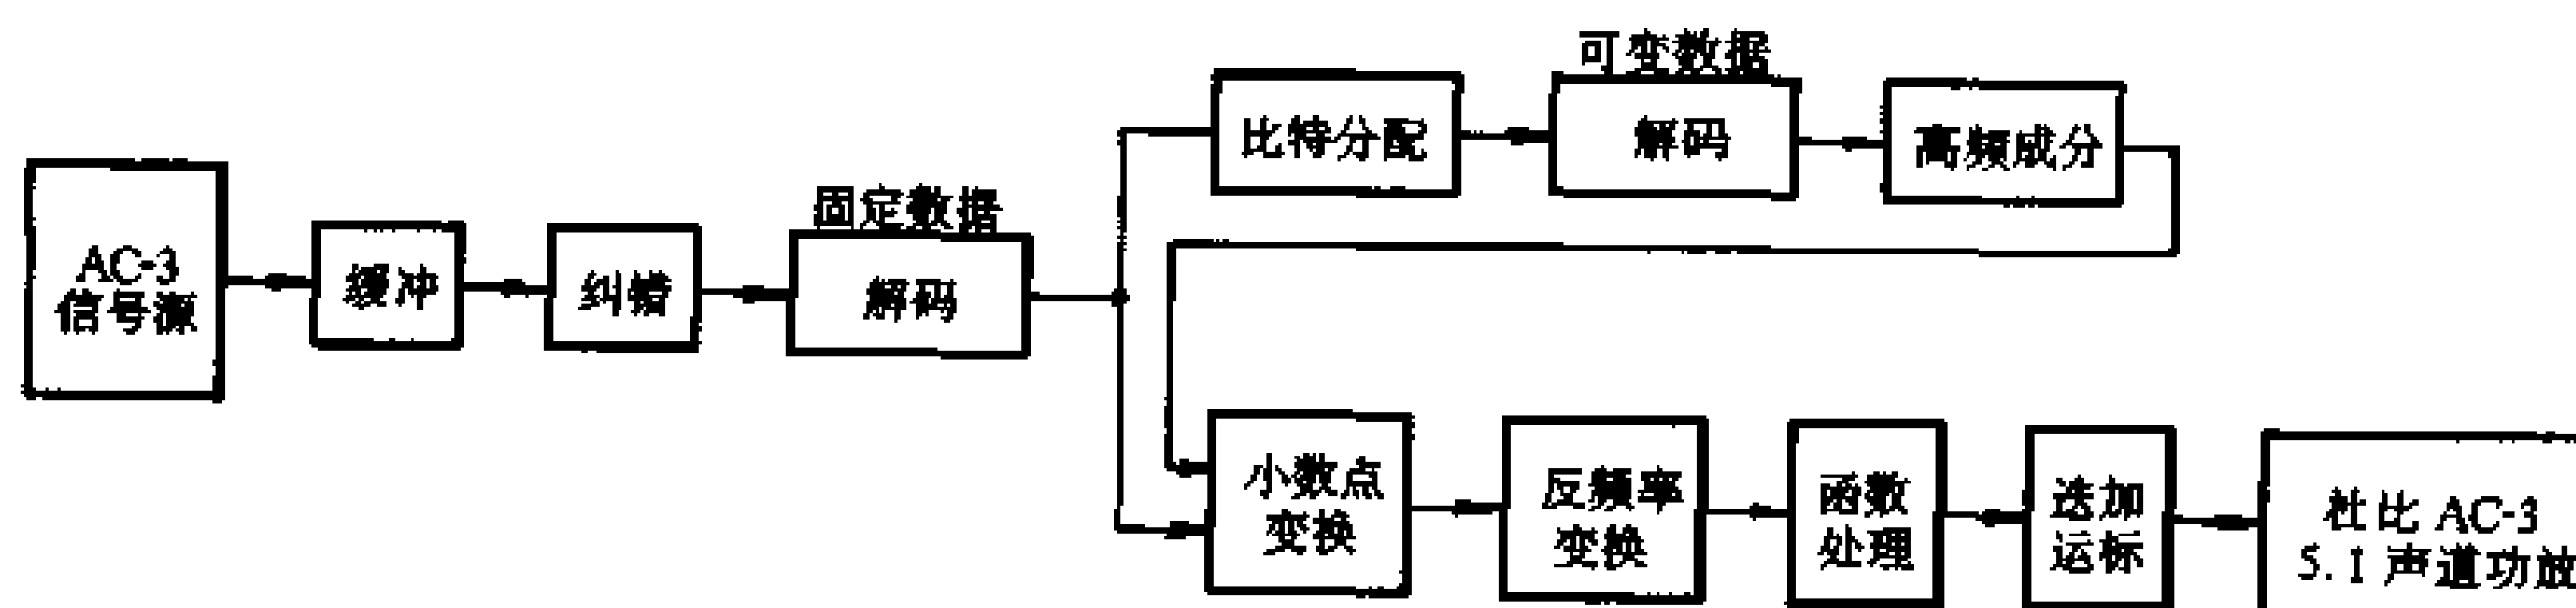 AC-3
信号源
缓冲
纠错
固定数据
解码
比特分配
可变数据
解码
高频成分
小数点
变换
反频率
变换
函数
处理
迭加
运标
杜比 AC-3
5.1 声道功放